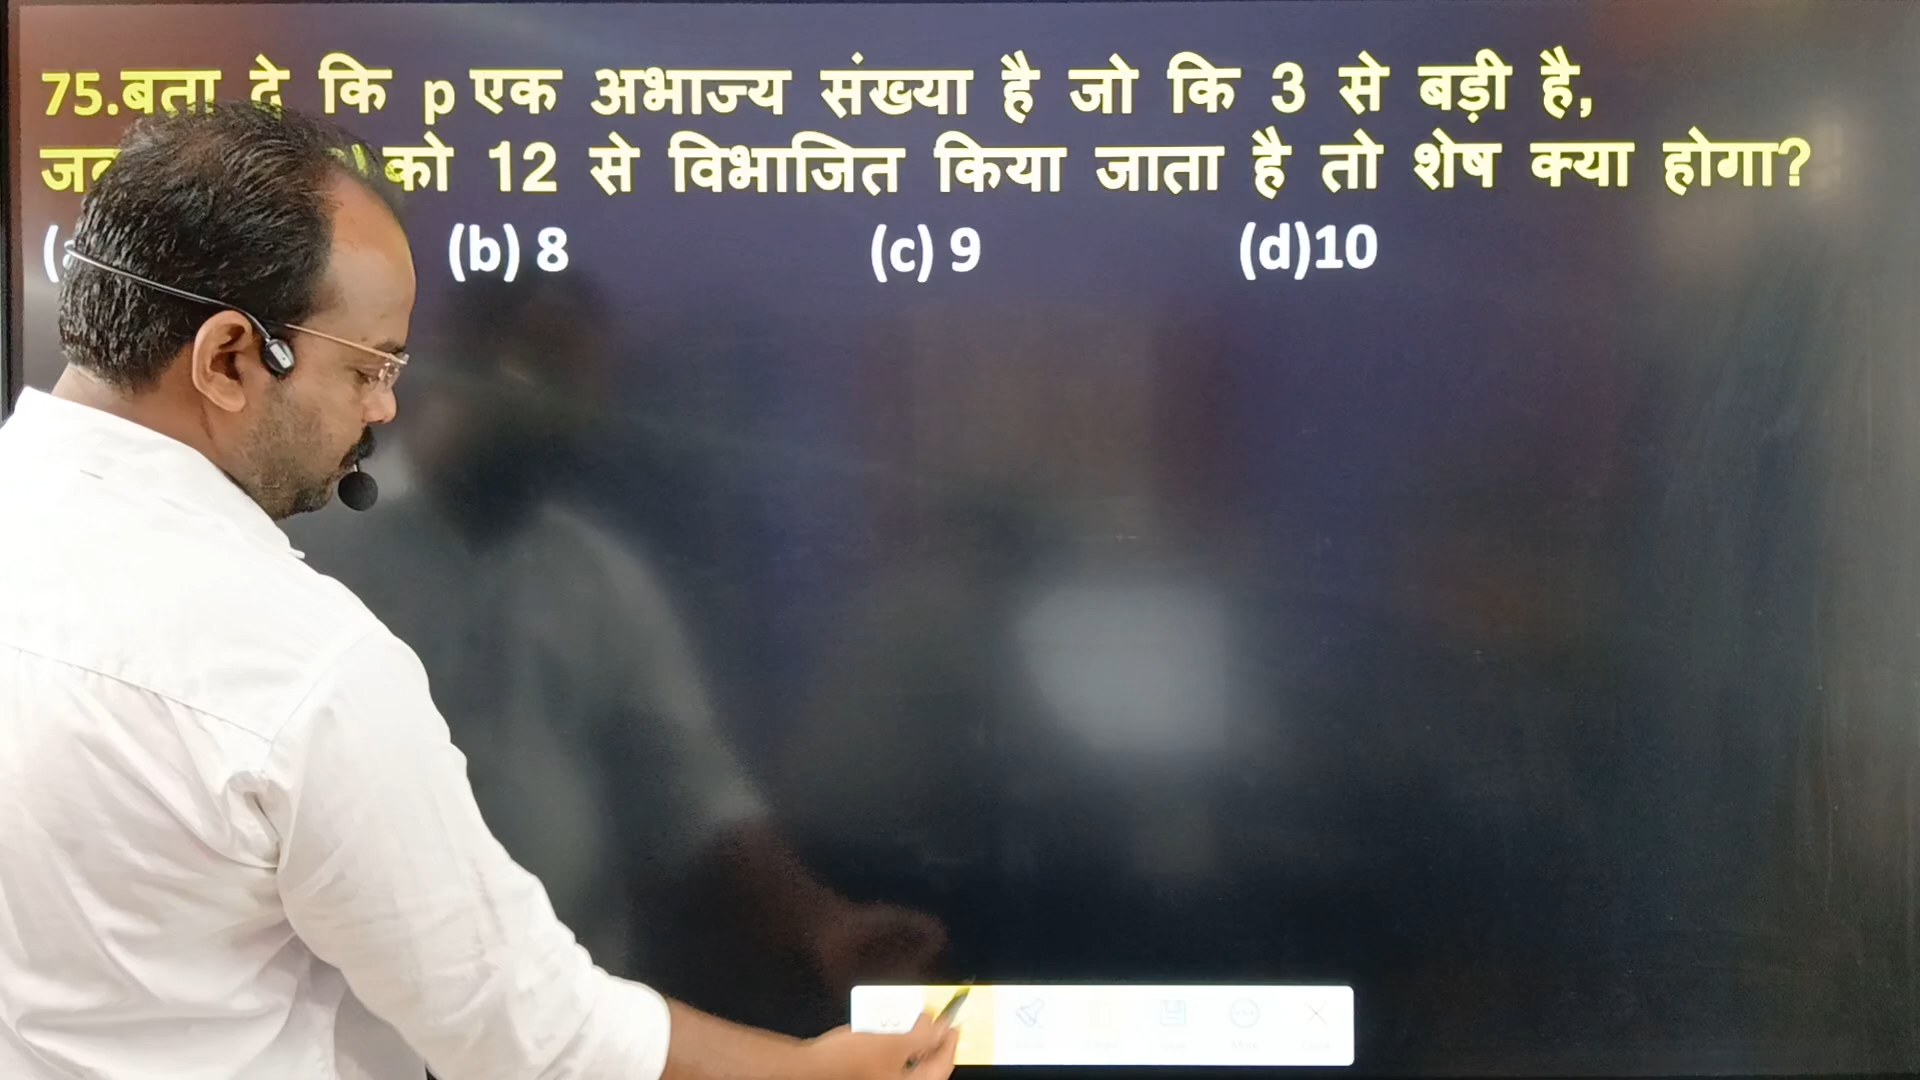 75.बता दे कि p एक अभाज्य संख्या है जो कि 3 से बड़ी है,
को 12 से विभाजित किया जाता है तो शेष क्या होगा?
(b) 8 (c) 9 (d)10